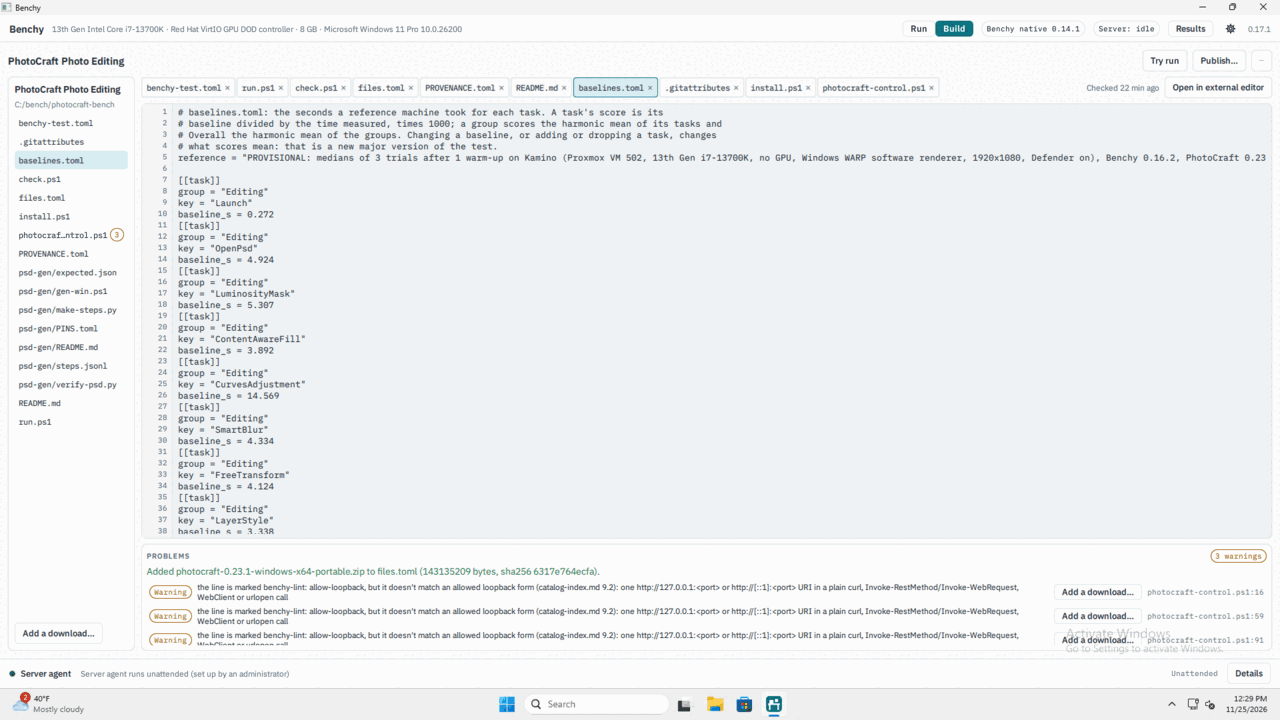 Benchy
Benchy 13th Gen Intel Core i7-13700K · Red Hat VirtIO GPU DOD controller · 8 GB · Microsoft Windows 11 Pro 10.0.26200 Run Build Benchy native 0.14.1 Server: idle Results 0.17.1
PhotoCraft Photo Editing Try run Publish...
PhotoCraft Photo Editing
C:/bench/photocraft-bench
benchy-test.toml
.gitattributes
baselines.toml
check.ps1
files.toml
install.ps1
photocraf…ntrol.ps1 3
PROVENANCE.toml
psd-gen/expected.json
psd-gen/gen-win.ps1
psd-gen/make-steps.py
psd-gen/PINS.toml
psd-gen/README.md
psd-gen/steps.jsonl
psd-gen/verify-psd.py
README.md
run.ps1
Add a download...
benchy-test.toml × run.ps1 × check.ps1 × files.toml × PROVENANCE.toml × README.md × baselines.toml × .gitattributes × install.ps1 × photocraft-control.ps1 × Checked 22 min ago Open in external editor
1 # baselines.toml: the seconds a reference machine took for each task. A task's score is its
2 # baseline divided by the time measured, times 1000; a group scores the harmonic mean of its tasks and
3 # Overall the harmonic mean of the groups. Changing a baseline, or adding or dropping a task, changes
4 # what scores mean: that is a new major version of the test.
5 reference = "PROVISIONAL: medians of 3 trials after 1 warm-up on Kamino (Proxmox VM 502, 13th Gen i7-13700K, no GPU, Windows WARP software renderer, 1920x1080, Defender on), Benchy 0.16.2, PhotoCraft 0.23
6
7 [[task]]
8 group = "Editing"
9 key = "Launch"
10 baseline_s = 0.272
11 [[task]]
12 group = "Editing"
13 key = "OpenPsd"
14 baseline_s = 4.924
15 [[task]]
16 group = "Editing"
17 key = "LuminosityMask"
18 baseline_s = 5.307
19 [[task]]
20 group = "Editing"
21 key = "ContentAwareFill"
22 baseline_s = 3.892
23 [[task]]
24 group = "Editing"
25 key = "CurvesAdjustment"
26 baseline_s = 14.569
27 [[task]]
28 group = "Editing"
29 key = "SmartBlur"
30 baseline_s = 4.334
31 [[task]]
32 group = "Editing"
33 key = "FreeTransform"
34 baseline_s = 4.124
35 [[task]]
36 group = "Editing"
37 key = "LayerStyle"
38 baseline_s = 3.338
PROBLEMS 3 warnings
Added photocraft-0.23.1-windows-x64-portable.zip to files.toml (143135209 bytes, sha256 6317e764ecfa).
Warning the line is marked benchy-lint: allow-loopback, but it doesn't match an allowed loopback form (catalog-index.md 9.2): one http://127.0.0.1:<port> or http://[::1]:<port> URI in a plain curl, Invoke-RestMethod/Invoke-WebRequest,
WebClient or urlopen call Add a download... photocraft-control.ps1:16
Warning the line is marked benchy-lint: allow-loopback, but it doesn't match an allowed loopback form (catalog-index.md 9.2): one http://127.0.0.1:<port> or http://[::1]:<port> URI in a plain curl, Invoke-RestMethod/Invoke-WebRequest,
WebClient or urlopen call Add a download... photocraft-control.ps1:59
Warning the line is marked benchy-lint: allow-loopback, but it doesn't match an allowed loopback form (catalog-index.md 9.2): one http://127.0.0.1:<port> or http://[::1]:<port> URI in a plain curl, Invoke-RestMethod/Invoke-WebRequest,
WebClient or urlopen call Add a download... photocraft-control.ps1:91
Activate Windows
Go to Settings to activate Windows.
Server agent Server agent runs unattended (set up by an administrator) Unattended Details
2 40°F
Mostly cloudy
Search
12:29 PM
11/25/2026